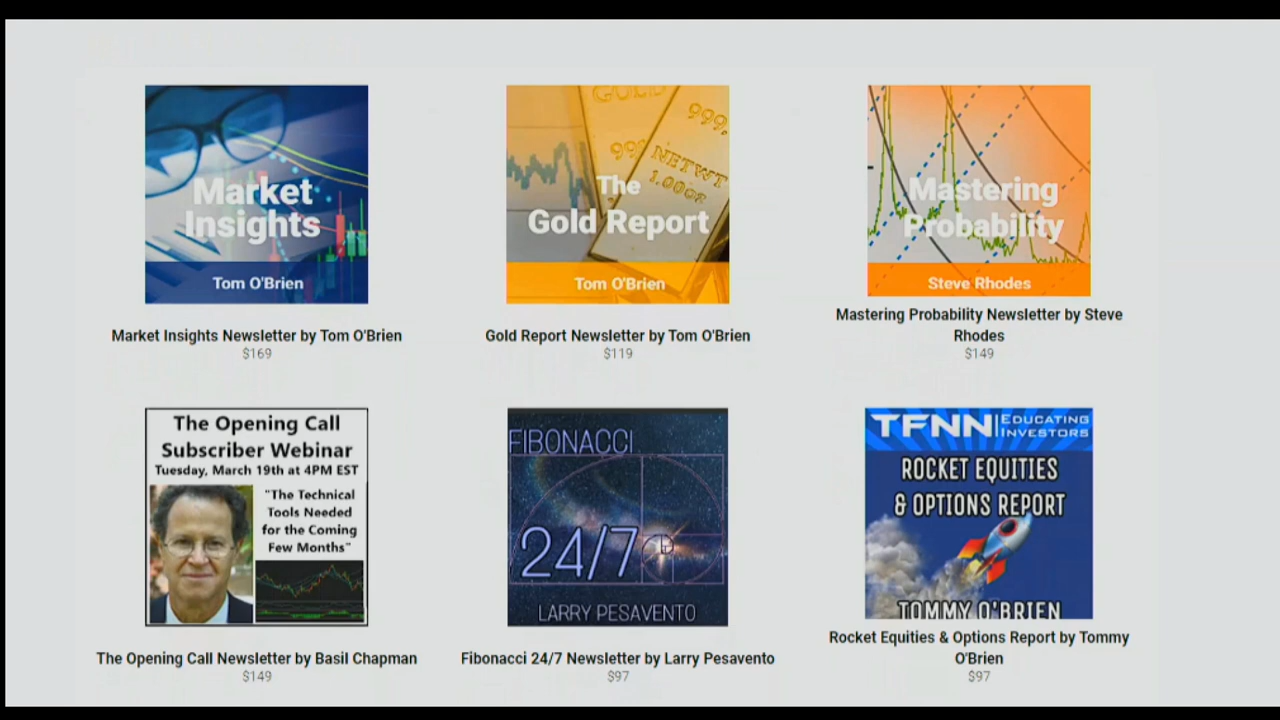 Market
Insights
Tom O'Brien
Market Insights Newsletter by Tom O'Brien
$169
GOLD
999.
999
NETWT
1.00OZ
The
Gold Report
Tom O'Brien
Gold Report Newsletter by Tom O'Brien
$119
Mastering
Probability
Steve Rhodes
Mastering Probability Newsletter by Steve
Rhodes
$149
The Opening Call
Subscriber Webinar
Tuesday, March 19th at 4PM EST
"The Technical
Tools Needed
for the Coming
Few Months"
The Opening Call Newsletter by Basil Chapman
$149
FIBONACCI
24/7
LARRY PESAVENTO
Fibonacci 24/7 Newsletter by Larry Pesavento
$97
TFNN EDUCATING
INVESTORS
ROCKET EQUITIES
& OPTIONS REPORT
TOMMY O'BRIEN
Rocket Equities & Options Report by Tommy
O'Brien
$97